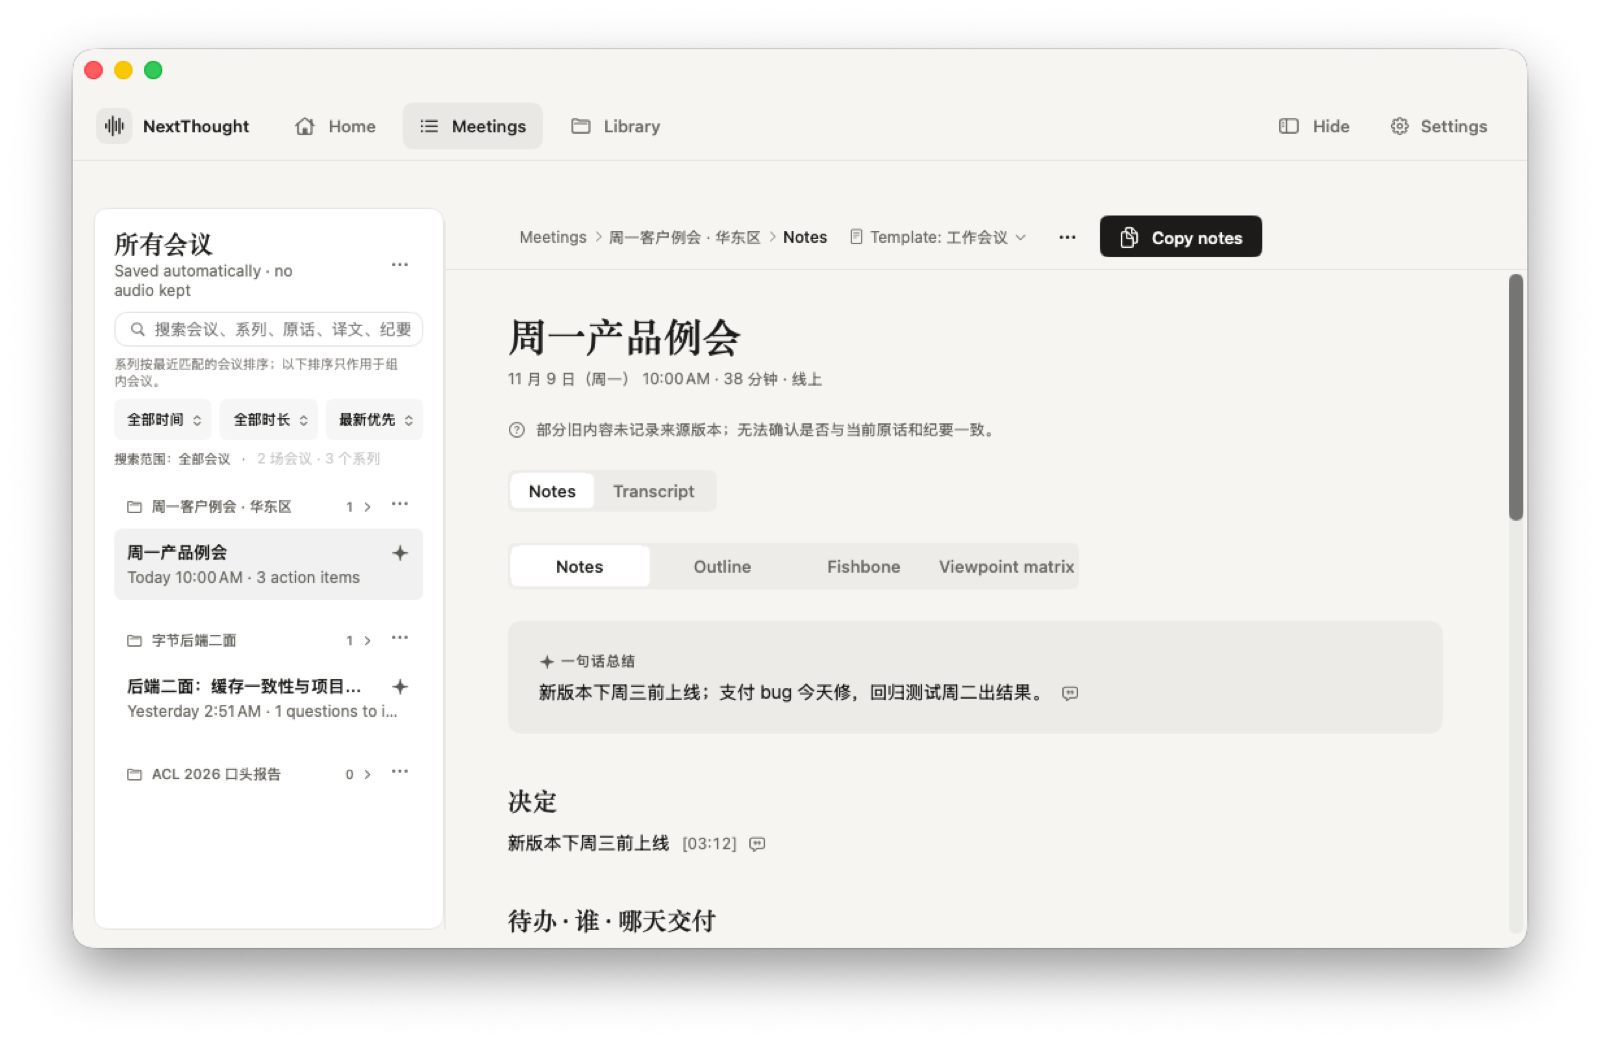 NextThought
Home
Meetings
Library
Hide
Settings
所有会议
Saved automatically · no
audio kept
搜索会议、系列、原话、译文、纪要
系列按最近匹配的会议排序；以下排序只作用于组
内会议。
全部时间
全部时长
最新优先
搜索范围：全部会议 · 2 场会议 · 3 个系列
周一客户例会 · 华东区 1
周一产品例会
Today 10:00 AM · 3 action items
字节后端二面 1
后端二面：缓存一致性与项目…
Yesterday 2:51 AM · 1 questions to i…
ACL 2026 口头报告 0
Meetings > 周一客户例会 · 华东区 > Notes
Template: 工作会议
Copy notes
周一产品例会
11 月 9 日（周一） 10:00 AM · 38 分钟 · 线上
部分旧内容未记录来源版本；无法确认是否与当前原话和纪要一致。
Notes
Transcript
Notes
Outline
Fishbone
Viewpoint matrix
一句话总结
新版本下周三前上线；支付 bug 今天修，回归测试周二出结果。
决定
新版本下周三前上线 [03:12]
待办 · 谁 · 哪天交付